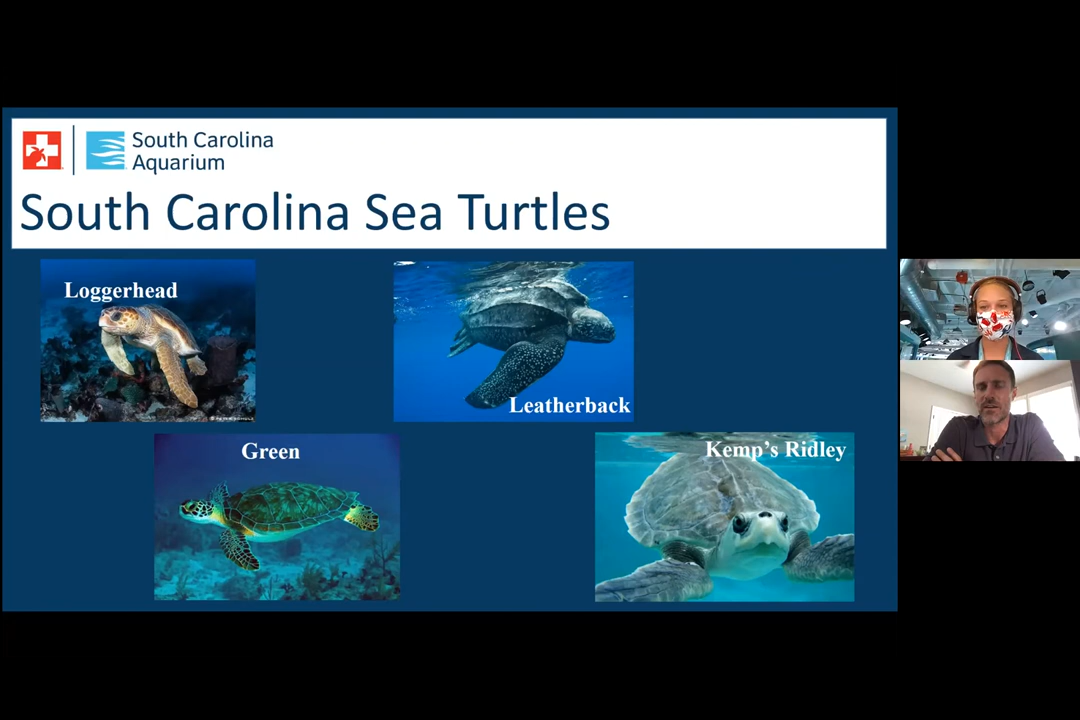 South Carolina
Aquarium
South Carolina Sea Turtles
Loggerhead
Leatherback
Green
Kemp's Ridley